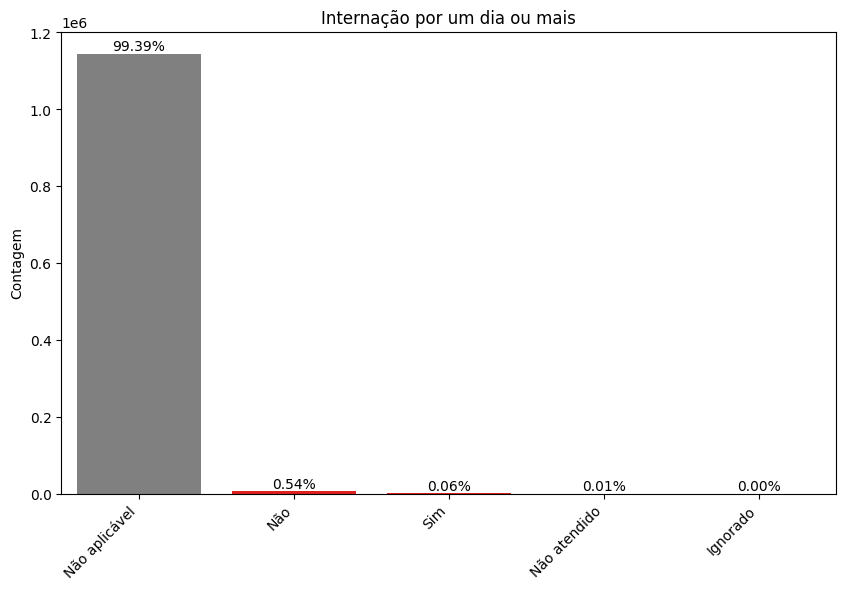 Internação por um dia ou mais
1e6
1.2
1.0
0.8
0.6
0.4
0.2
0.0
Contagem
99.39%
0.54%
0.06%
0.01%
0.00%
Não aplicável
Não
Sim
Não atendido
Ignorado